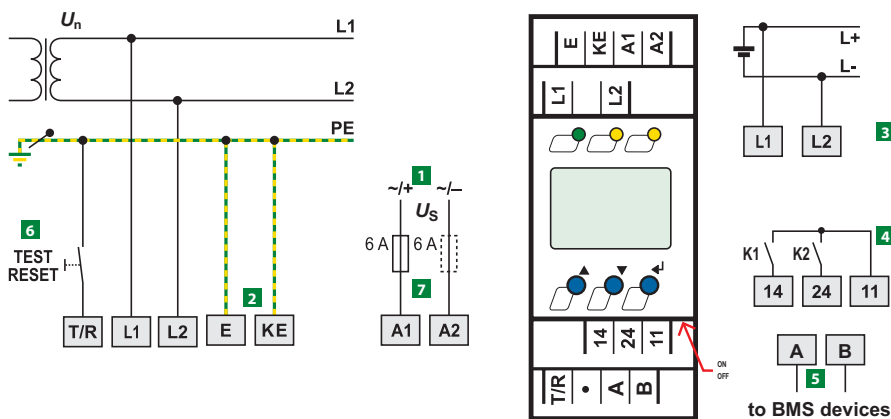 Un
L1
L2
PE
6
TEST
RESET
2
T/R
L1
L2
E
KE
1
~/+
~/–
US
6 A
6 A
7
A1
A2
E
KE
A1
A2
L1
L2
▲
▼
↵
14
24
11
T/R
•
A
B
ON
OFF
L+
L-
L1
L2
3
4
K1
K2
14
24
11
A
B
5
to BMS devices